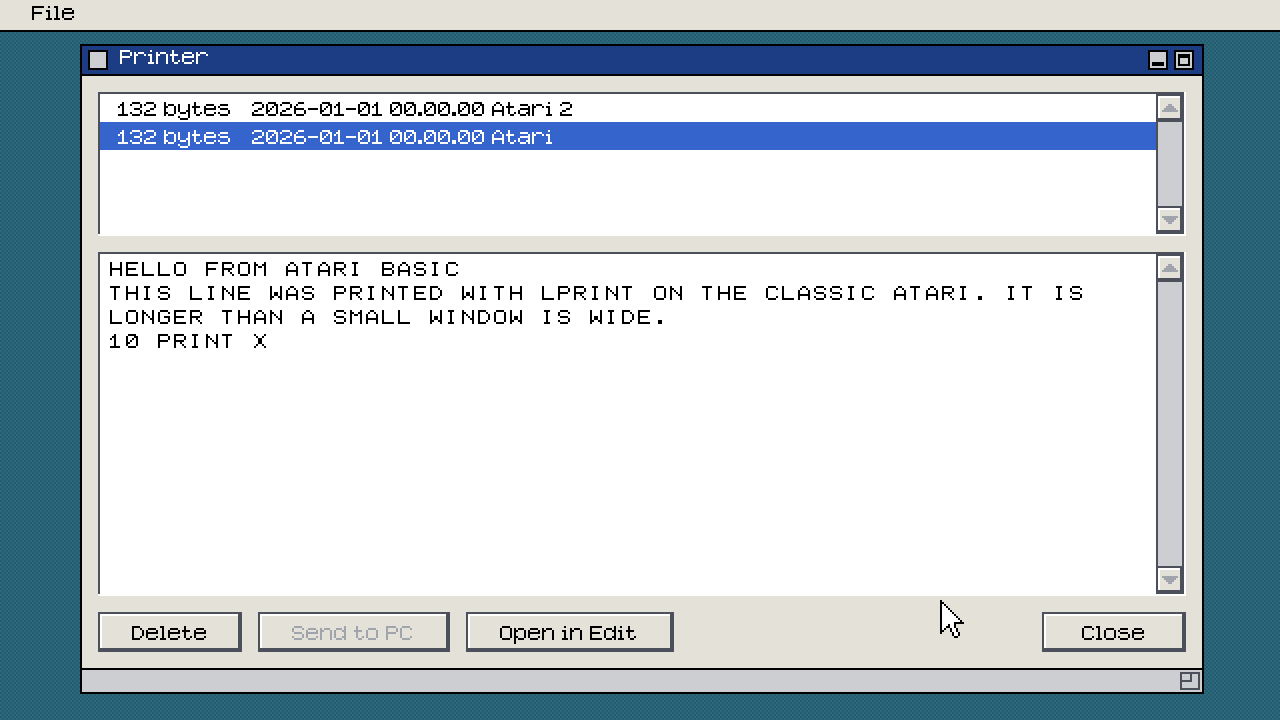 File
Printer
132 bytes 2026-01-01 00.00.00 Atari 2
132 bytes 2026-01-01 00.00.00 Atari
HELLO FROM ATARI BASIC
THIS LINE WAS PRINTED WITH LPRINT ON THE CLASSIC ATARI. IT IS
LONGER THAN A SMALL WINDOW IS WIDE.
10 PRINT X
Delete Send to PC Open in Edit Close